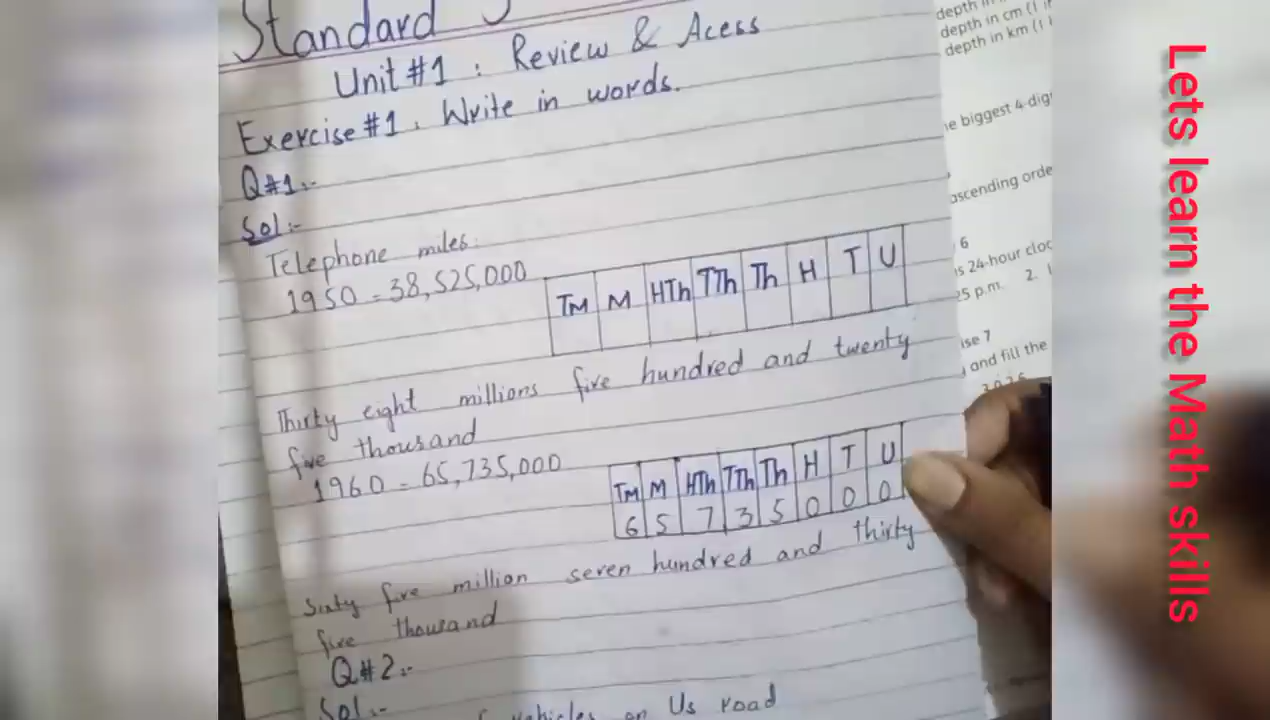 Standard
Unit #1 : Review & Acess
Exercise #1 . Write in words.
Q#1:-
Sol:-
Telephone miles:
1950 = 38,525,000
TM M HTh TTh Th H T U
Thirty eight millions five hundred and twenty
five thousand
1960 = 65,735,000
TM M HTh TTh Th H T U
6 5 7 3 5 0 0 0
Sixty five million seven hundred and thirty
five thousand
Q#2:-
Sol:-
vehicles on Us road
depth in cm (1
depth in km (1
biggest 4-dig
ascending orde
6
is 24-hour cloc
25 p.m. 2.
ise 7
and fill the
Lets learn the Math skills